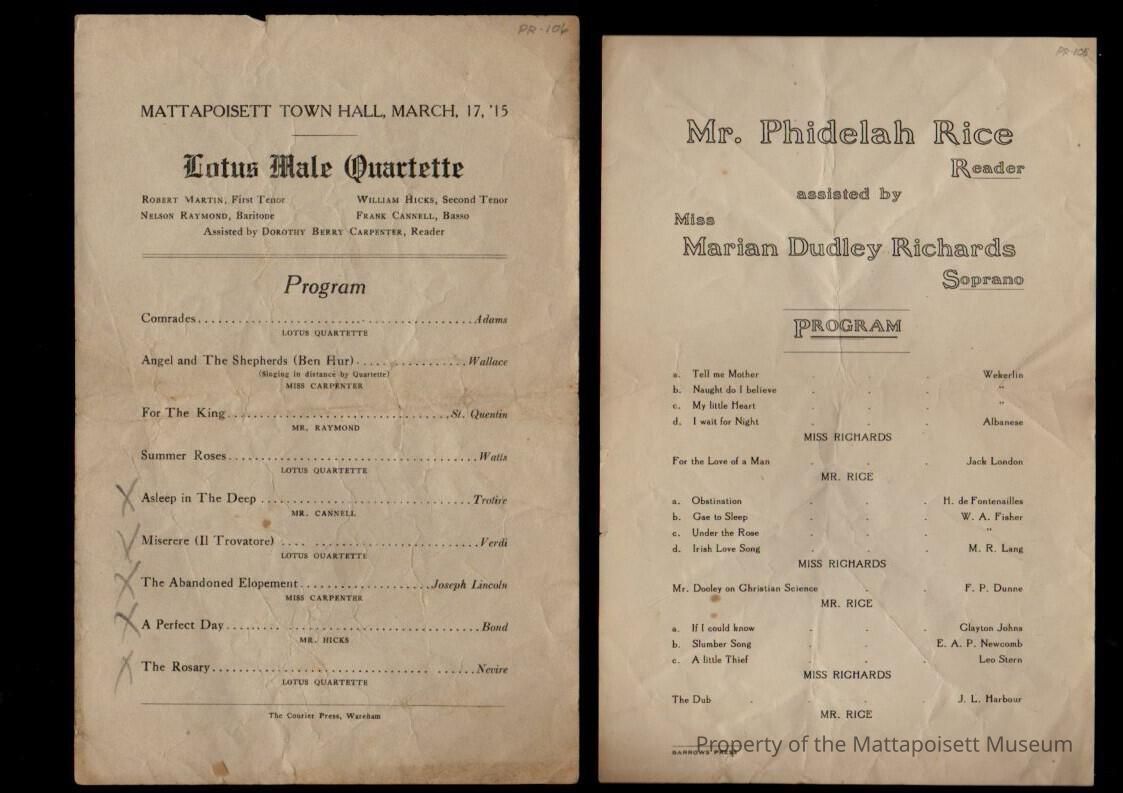 PR-106
MATTAPOISETT TOWN HALL, MARCH, 17, '15
Lotus Male Quartette
ROBERT MARTIN, First Tenor WILLIAM HICKS, Second Tenor
NELSON RAYMOND, Baritone FRANK CANNELL, Basso
Assisted by DOROTHY BERRY CARPENTER, Reader
Program
Comrades Adams
LOTUS QUARTETTE
Angel and The Shepherds (Ben Hur) Wallace
(Singing in distance by Quartette)
MISS CARPENTER
For The King St. Quentin
MR. RAYMOND
Summer Roses Watts
LOTUS QUARTETTE
X Asleep in The Deep Trotire
MR. CANNELL
Miserere (Il Trovatore) Verdi
LOTUS QUARTETTE
X The Abandoned Elopement Joseph Lincoln
MISS CARPENTER
X A Perfect Day Bond
MR. HICKS
X The Rosary Nevire
LOTUS QUARTETTE
The Courier Press, Wareham
PR-105
Mr. Phidelah Rice
Reader
assisted by
Miss
Marian Dudley Richards
Soprano
PROGRAM
a. Tell me Mother Wekerlin
b. Naught do I believe "
c. My little Heart "
d. I wait for Night Albanese
MISS RICHARDS
For the Love of a Man Jack London
MR. RICE
a. Obstination H. de Fontenailles
b. Gae to Sleep W. A. Fisher
c. Under the Rose "
d. Irish Love Song M. R. Lang
MISS RICHARDS
Mr. Dooley on Christian Science F. P. Dunne
MR. RICE
a. If I could know Clayton Johns
b. Slumber Song E. A. P. Newcomb
c. A little Thief Leo Stern
MISS RICHARDS
The Dub J. L. Harbour
MR. RICE
BARROWS PRESS
Property of the Mattapoisett Museum